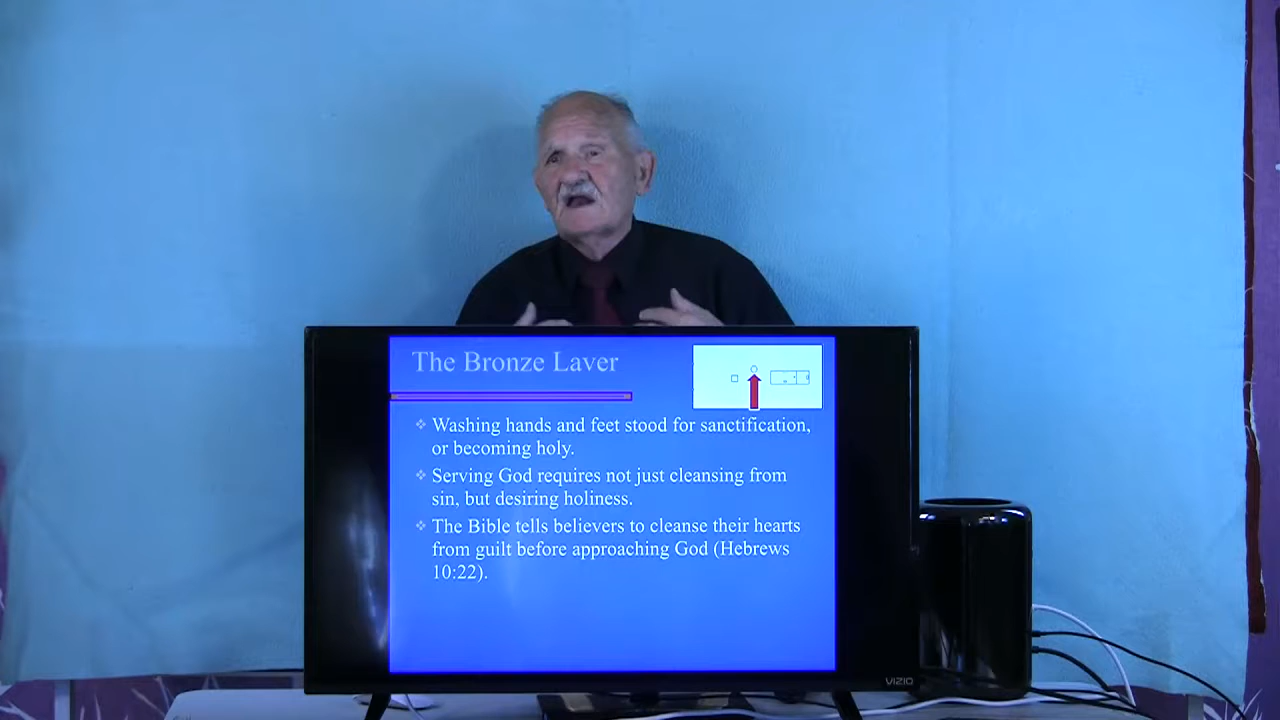 The Bronze Laver
Washing hands and feet stood for sanctification,
or becoming holy.
Serving God requires not just cleansing from
sin, but desiring holiness.
The Bible tells believers to cleanse their hearts
from guilt before approaching God (Hebrews
10:22).
VIZIO